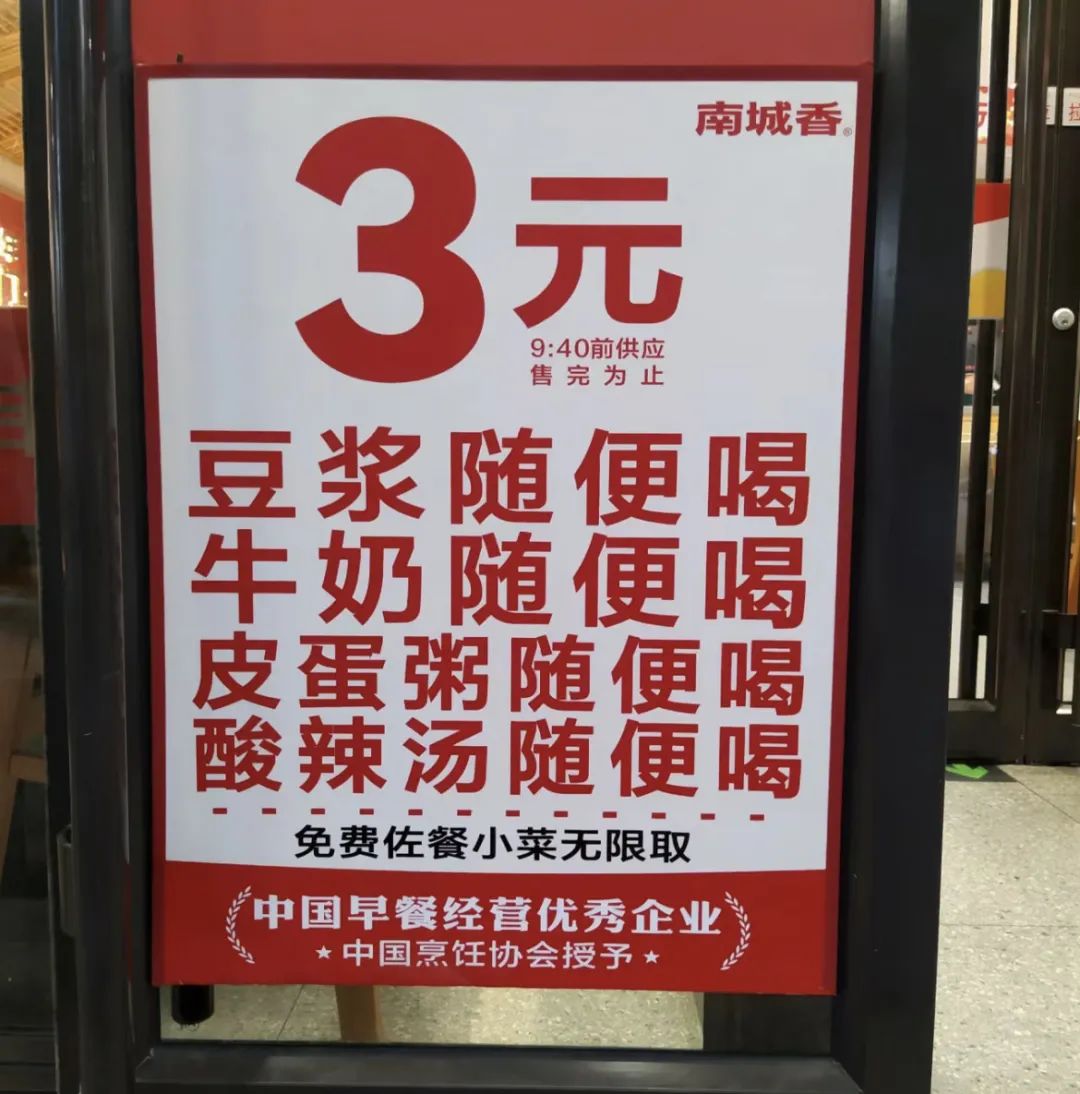 南城香®
3元
9:40前供应
售完为止
豆浆随便喝
牛奶随便喝
皮蛋粥随便喝
酸辣汤随便喝
免费佐餐小菜无限取
中国早餐经营优秀企业
★中国烹饪协会授予★